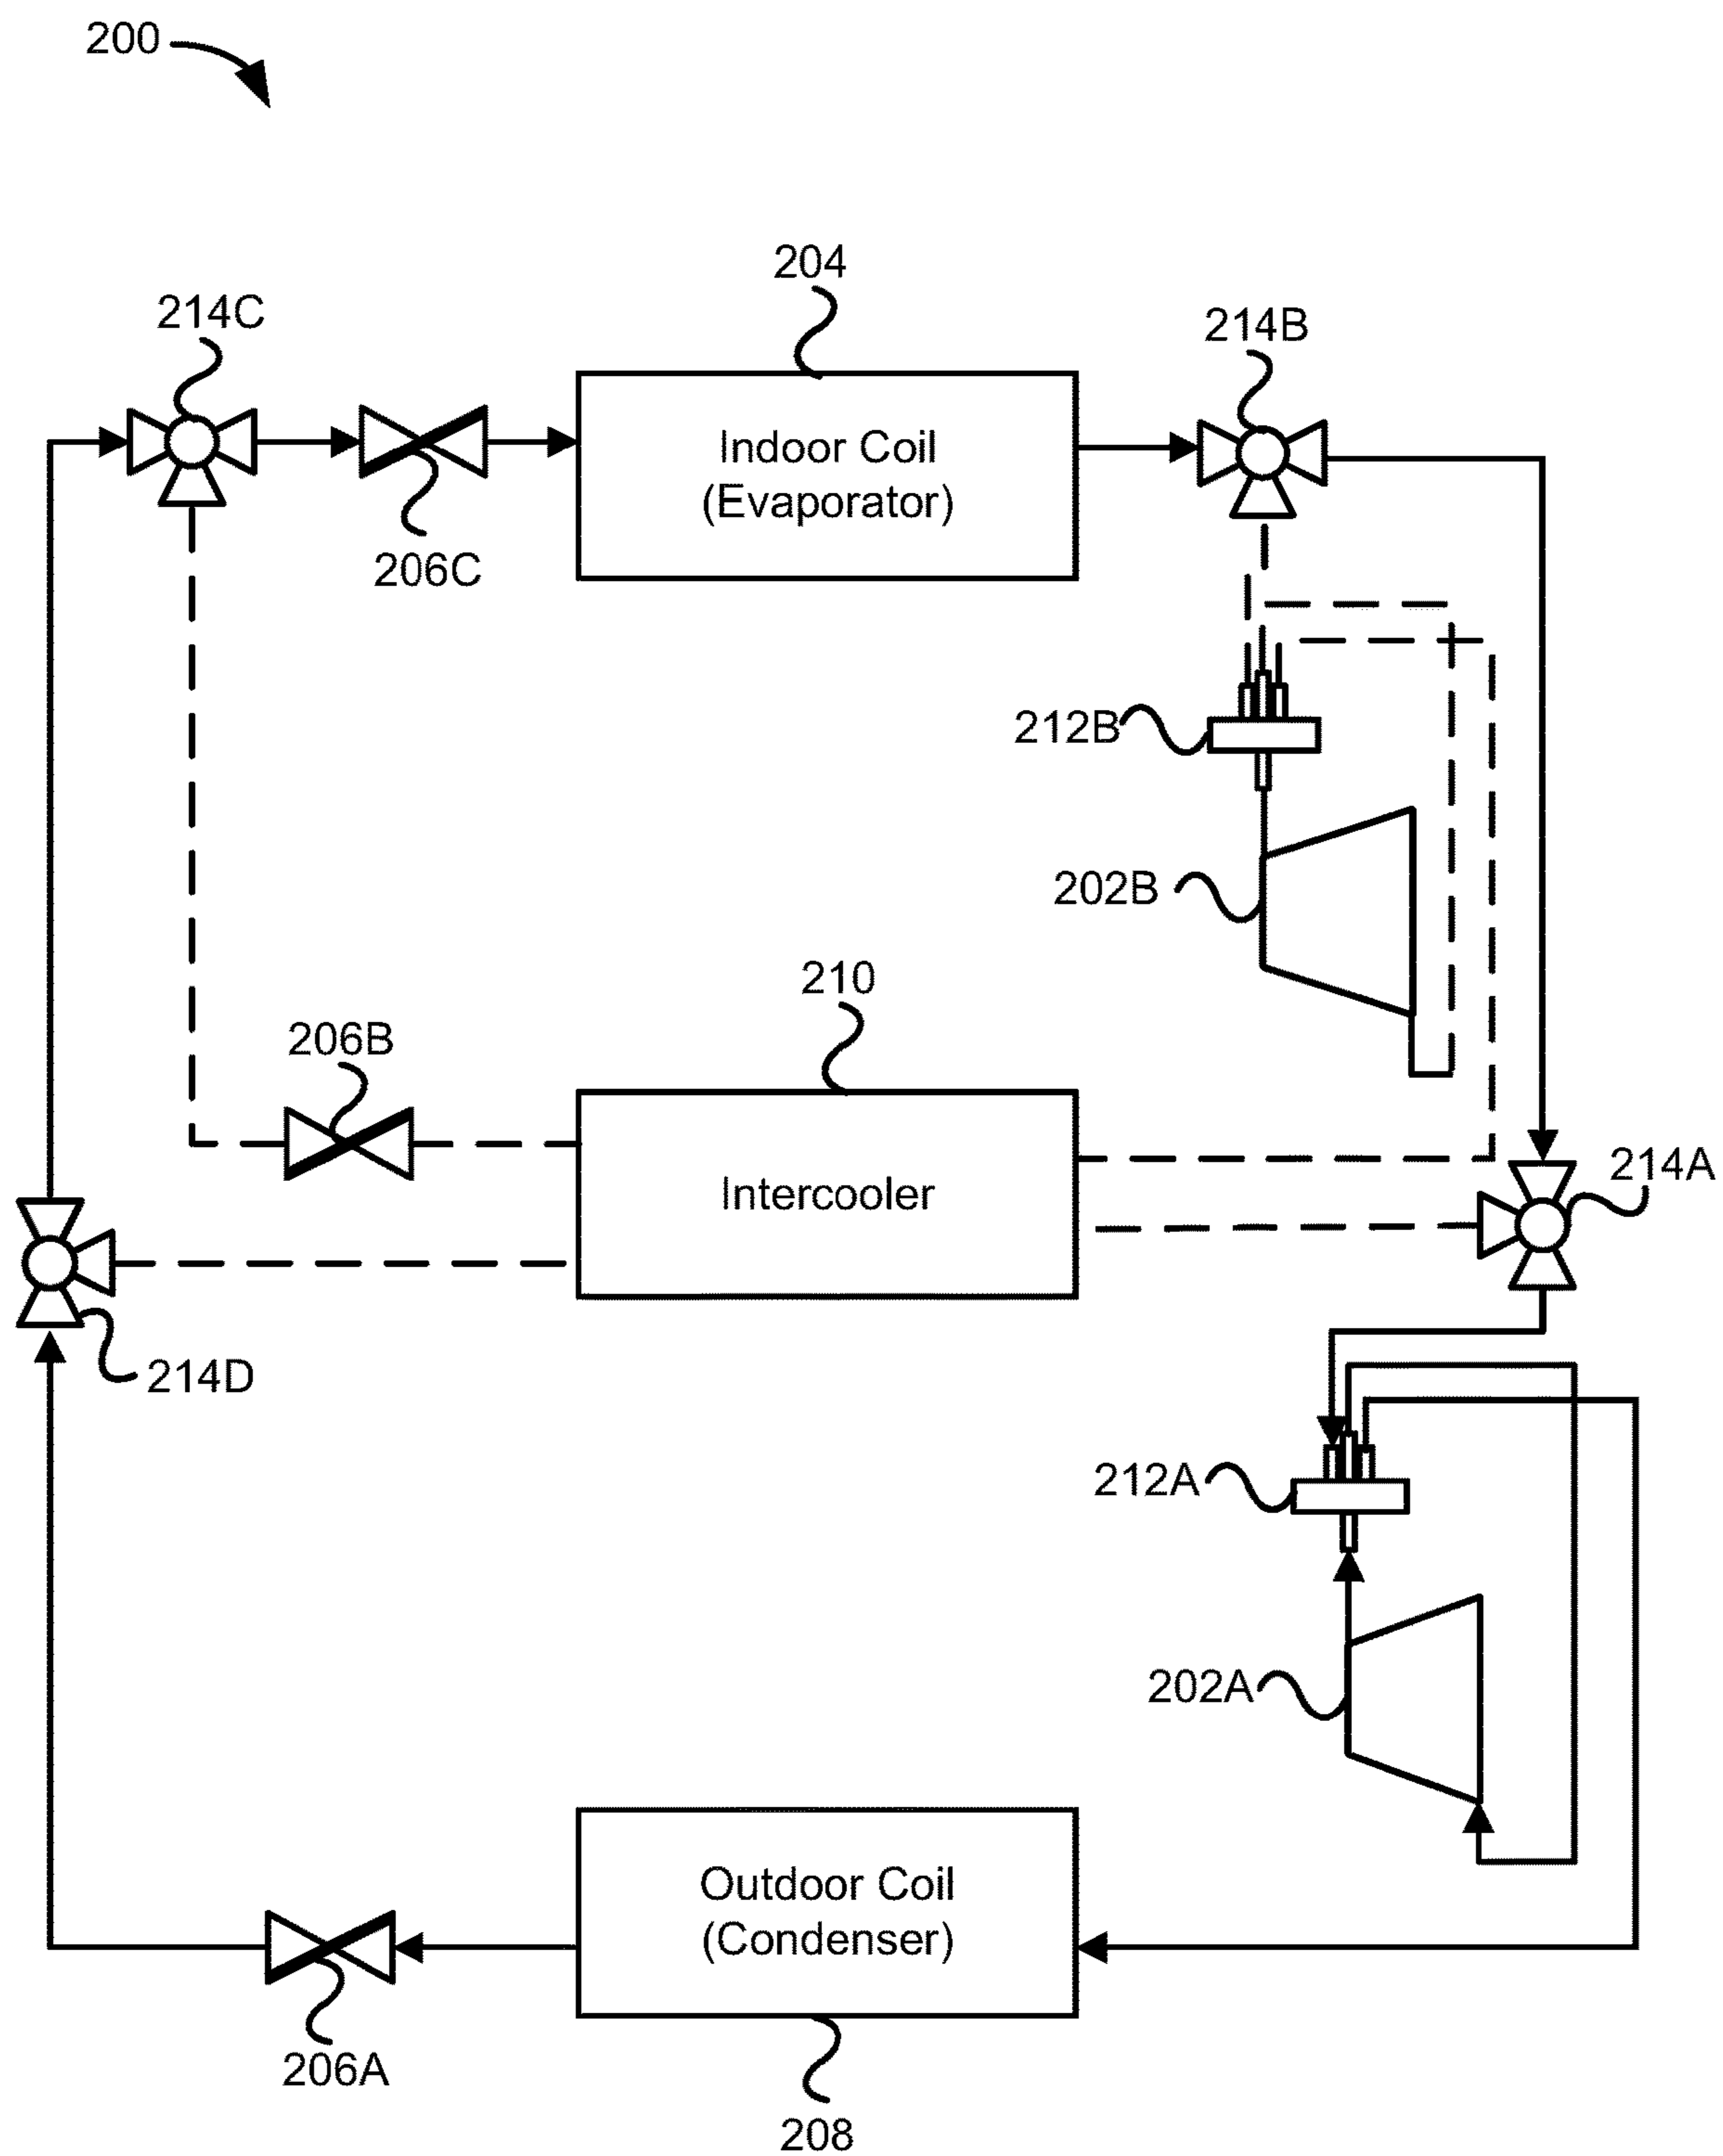 200
204
214C
214B
Indoor Coil
(Evaporator)
206C
212B
202B
210
206B
214A
Intercooler
214D
212A
202A
Outdoor Coil
(Condenser)
206A
208